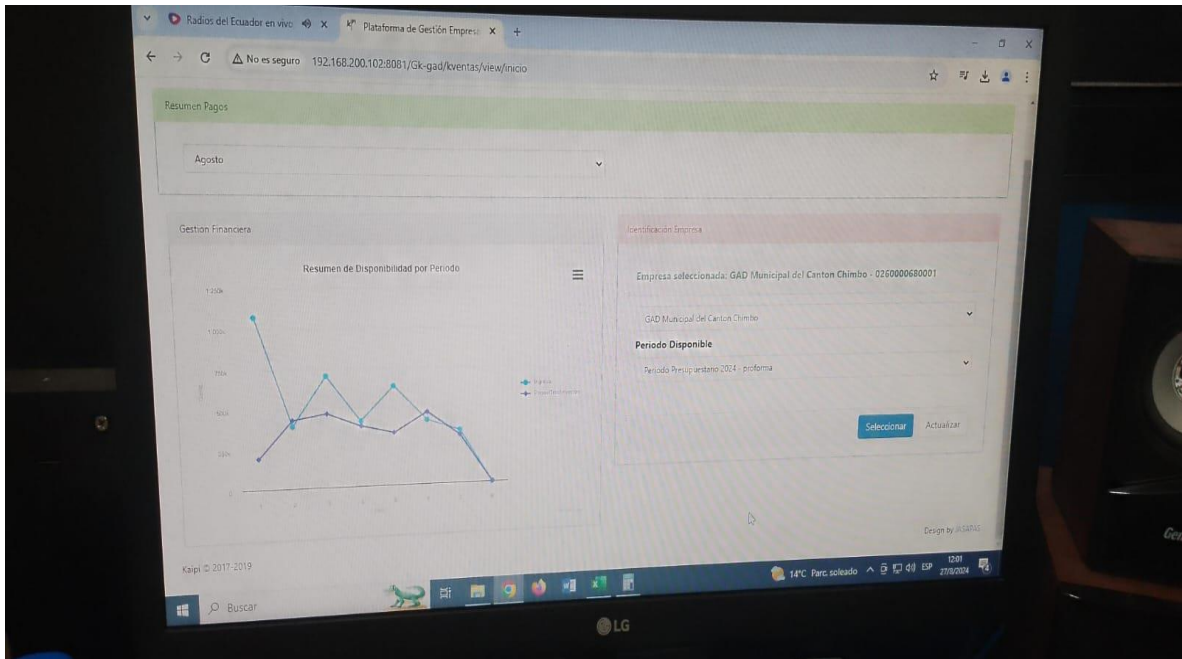 Radios del Ecuador en vivo
Plataforma de Gestión Empresa
No es seguro 192.168.200.102:8081/Gk-gad/kventas/view/inicio
Resumen Pagos
Agosto
Gestion Financiera
Identificación Empresa
Resumen de Disponibilidad por Periodo
Empresa seleccionada: GAD Municipal del Canton Chimbo - 0260000680001
GAD Municipal del Canton Chimbo
Periodo Disponible
Periodo Presupuestario 2024 - proforma
Seleccionar
Actualizar
0
Design by
Kaipi © 2017-2019
Buscar
14°C Parc. soleado
ESP
12:01
27/8/2024
LG